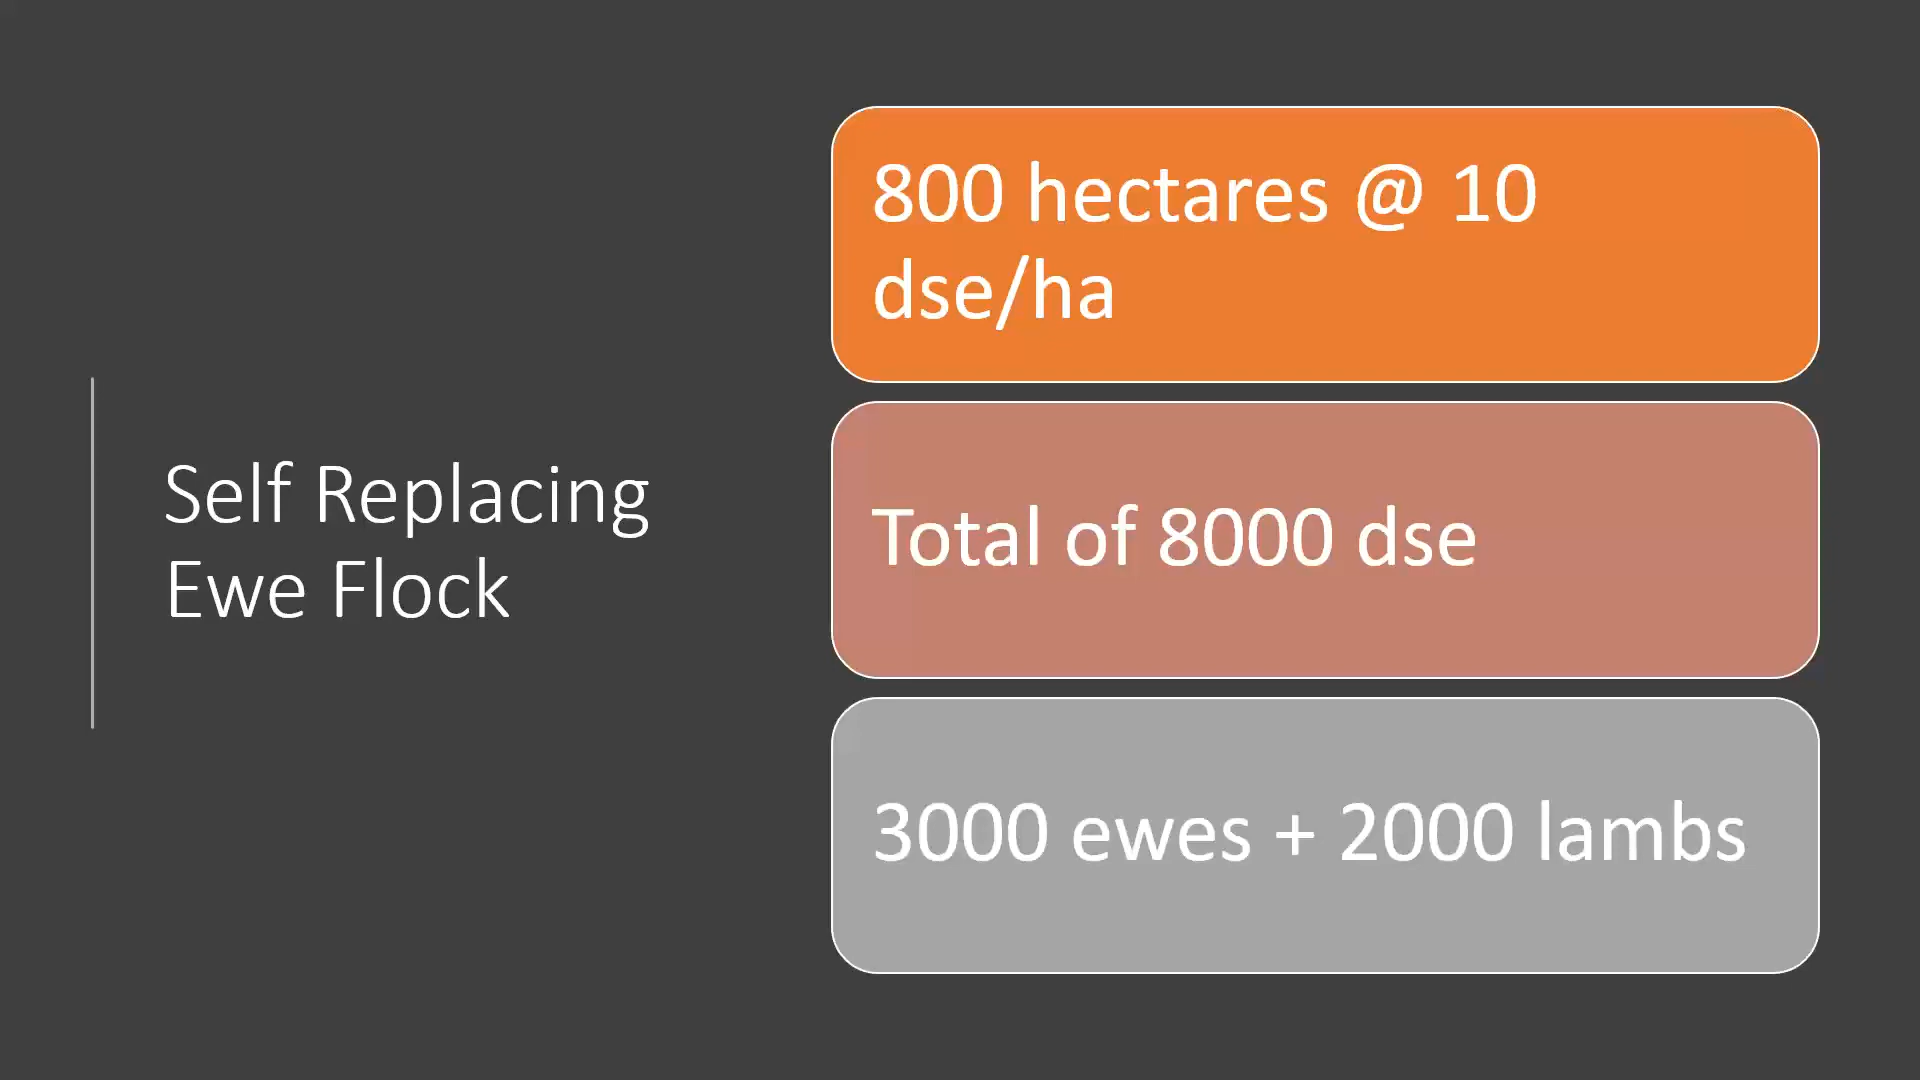 Self Replacing
Ewe Flock
800 hectares @ 10
dse/ha
Total of 8000 dse
3000 ewes + 2000 lambs